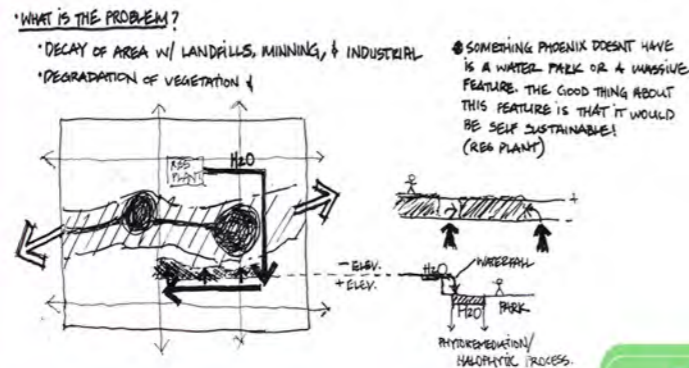 •WHAT IS THE PROBLEM?
•DECAY OF AREA W/ LANDFILLS, MINNING, & INDUSTRIAL
•DEGRADATION OF VEGETATION &
SOMETHING PHOENIX DOESNT HAVE
IS A WATER PARK OR A MASSIVE
FEATURE. THE GOOD THING ABOUT
THIS FEATURE IS THAT IT WOULD
BE SELF SUSTAINABLE!
(REG PLANT)
REG
PLANT
H2O
+
-
- ELEV.
+ ELEV.
H2O
WATERFALL
H2O
PARK
PHYTOREMEDIATION/
HALOPHYTIC PROCESS.